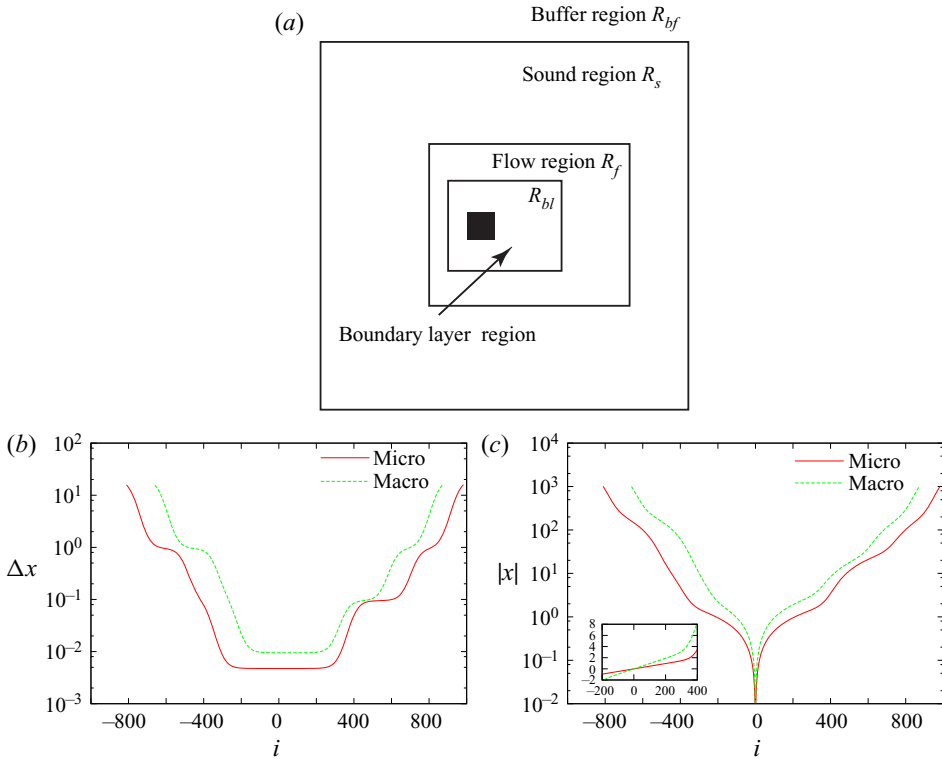 Buffer region R_bf
(a)
Sound region R_s
Flow region R_f
R_bl
Boundary layer region
(b)
10^2
10^1
10^0
10^−1
10^−2
10^−3
Δx
Micro
Macro
−800 −400 0 400 800
i
(c)
10^4
10^3
10^2
10^1
10^0
10^−1
10^−2
|x|
Micro
Macro
8
6
4
2
0
−2
−200 0 200 400
−800 −400 0 400 800
i